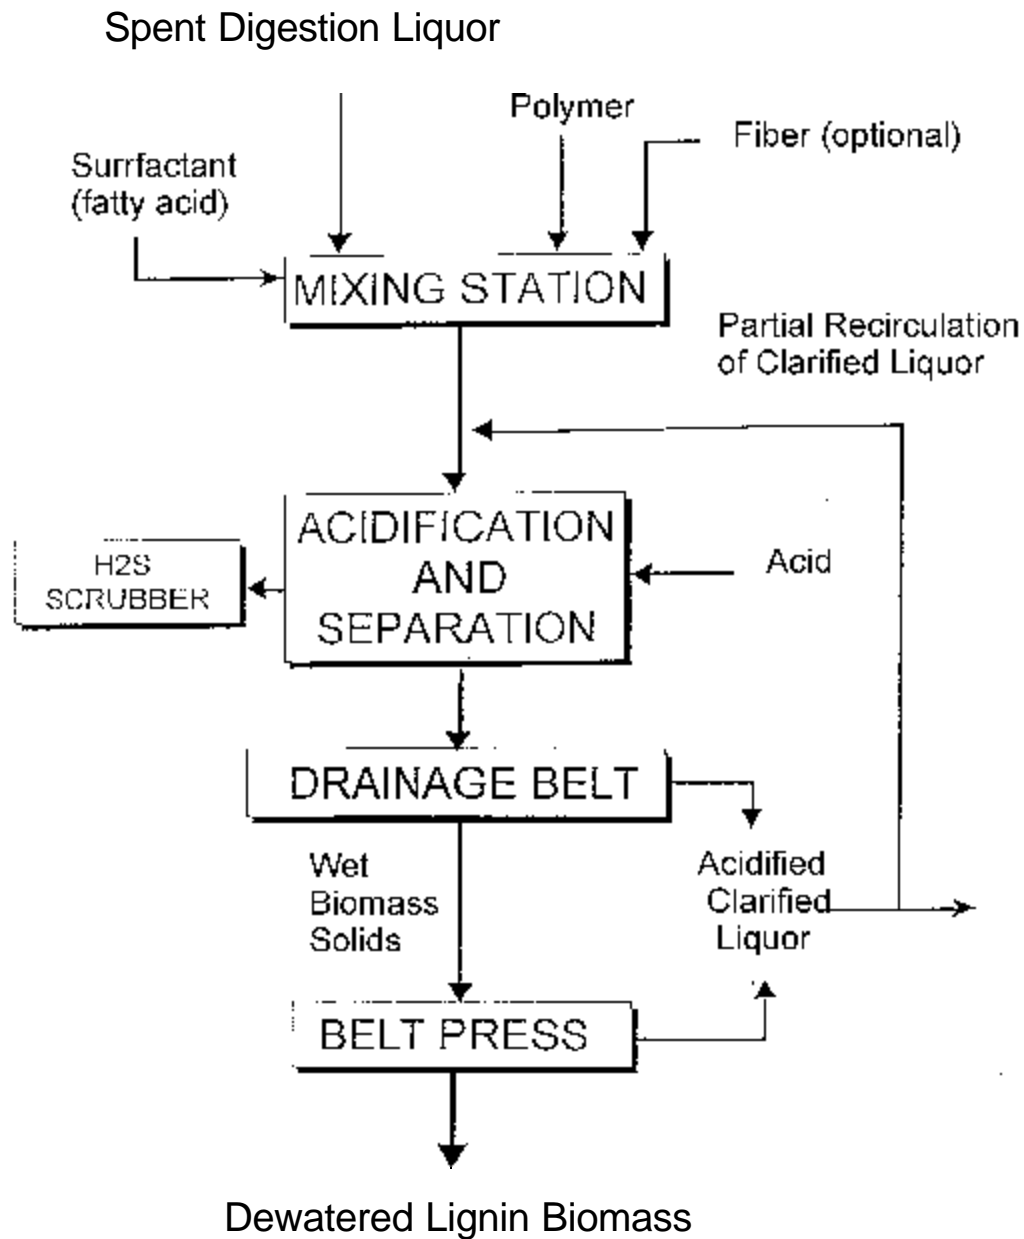 Spent Digestion Liquor
Polymer
Fiber (optional)
Surrfactant
(fatty acid)
MIXING STATION
Partial Recirculation
of Clarified Liquor
ACIDIFICATION
AND
SEPARATION
Acid
H2S
SCRUBBER
DRAINAGE BELT
Wet
Biomass
Solids
Acidified
Clarified
Liquor
BELT PRESS
Dewatered Lignin Biomass